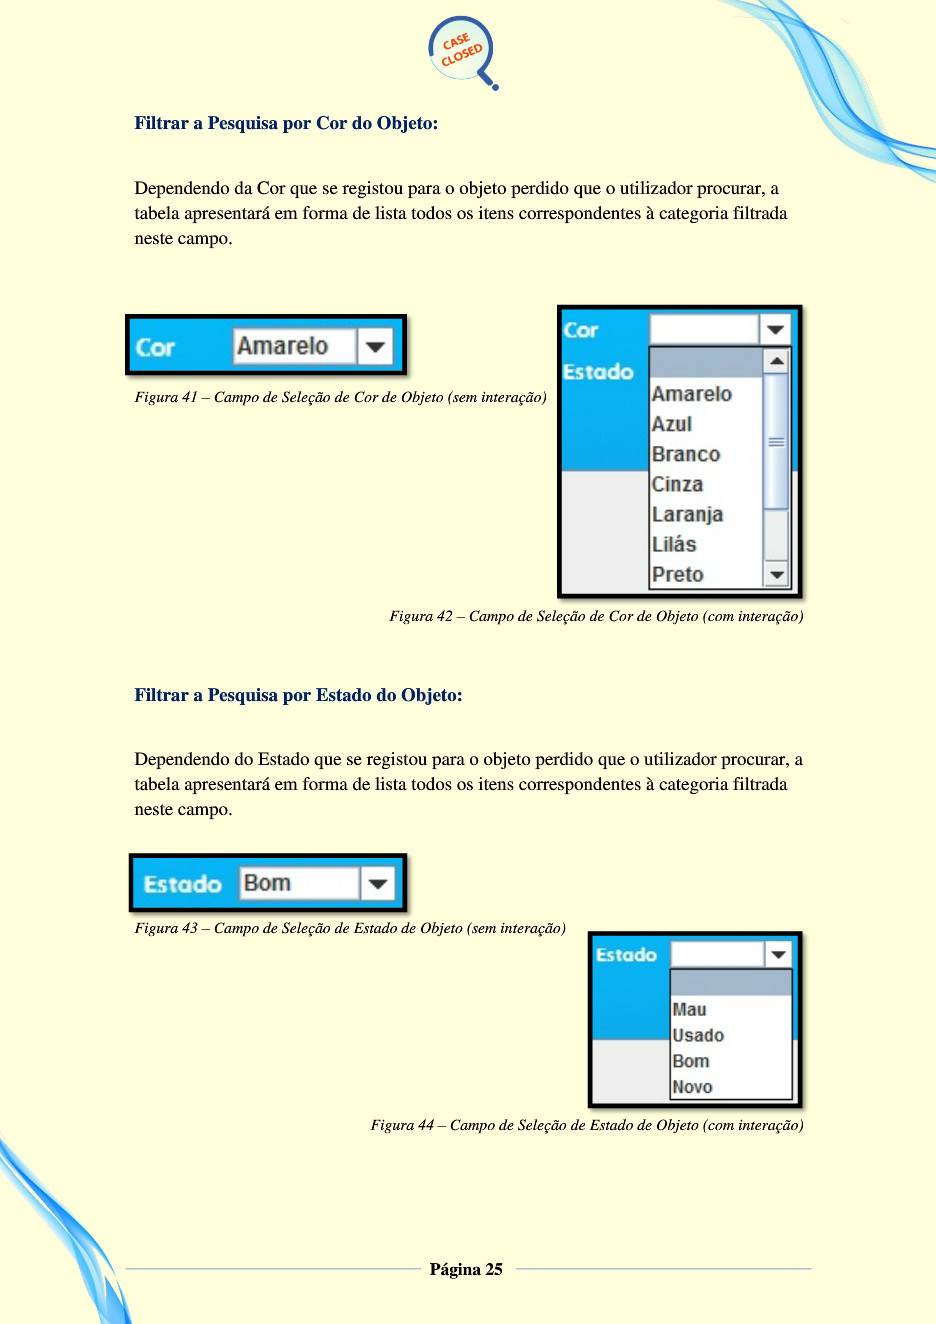 CASE
CLOSED
Filtrar a Pesquisa por Cor do Objeto:
Dependendo da Cor que se registou para o objeto perdido que o utilizador procurar, a
tabela apresentará em forma de lista todos os itens correspondentes à categoria filtrada
neste campo.
Cor Amarelo
Figura 41 – Campo de Seleção de Cor de Objeto (sem interação)
Cor
Estado
Amarelo
Azul
Branco
Cinza
Laranja
Lilás
Preto
Figura 42 – Campo de Seleção de Cor de Objeto (com interação)
Filtrar a Pesquisa por Estado do Objeto:
Dependendo do Estado que se registou para o objeto perdido que o utilizador procurar, a
tabela apresentará em forma de lista todos os itens correspondentes à categoria filtrada
neste campo.
Estado Bom
Figura 43 – Campo de Seleção de Estado de Objeto (sem interação)
Estado
Mau
Usado
Bom
Novo
Figura 44 – Campo de Seleção de Estado de Objeto (com interação)
Página 25